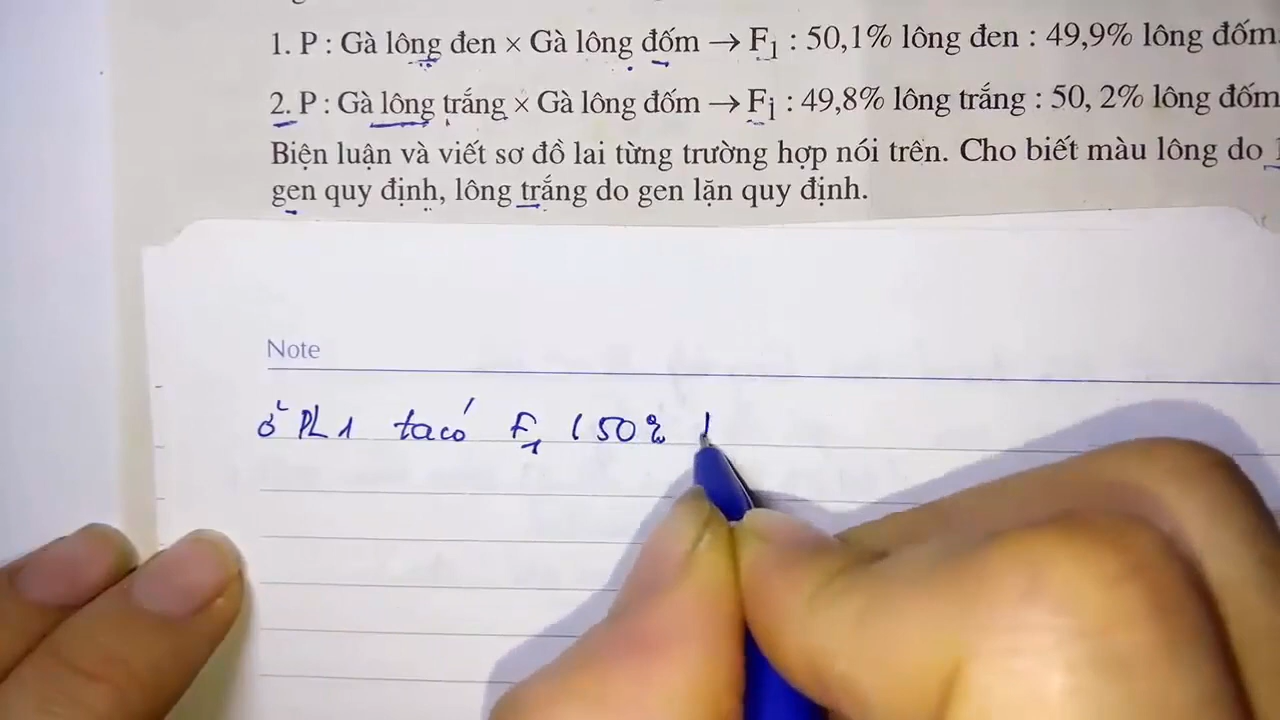 1. P : Gà lông đen × Gà lông đốm → F1 : 50,1% lông đen : 49,9% lông đốm
2. P : Gà lông trắng × Gà lông đốm → F1 : 49,8% lông trắng : 50, 2% lông đốm
Biện luận và viết sơ đồ lai từng trường hợp nói trên. Cho biết màu lông do
gen quy định, lông trắng do gen lặn quy định.
Note
ở PL 1 ta có F1 ( 50%